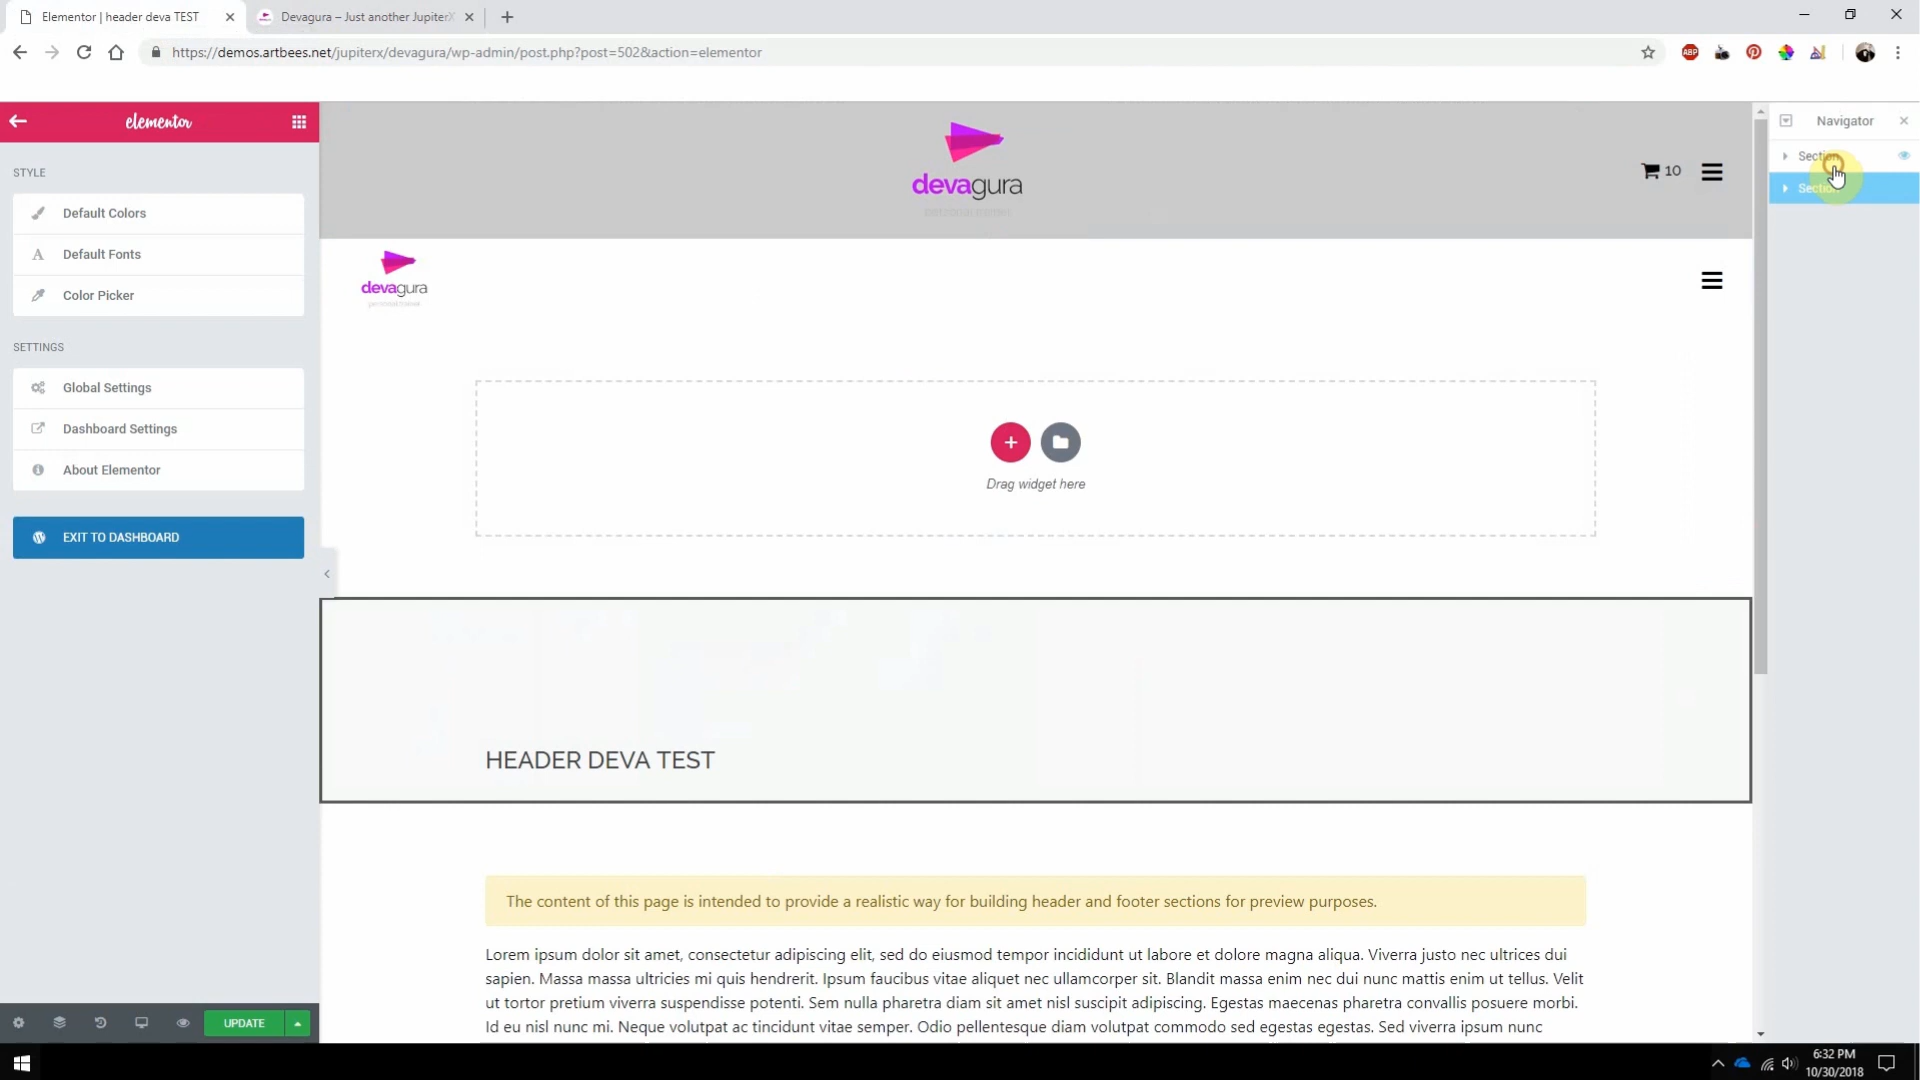 Elementor | header deva TEST
Devagura – Just another JupiterX
https://demos.artbees.net/jupiterx/devagura/wp-admin/post.php?post=502&action=elementor
ABP
elementor
STYLE
Default Colors
Default Fonts
Color Picker
SETTINGS
Global Settings
Dashboard Settings
About Elementor
EXIT TO DASHBOARD
UPDATE
devagura
10
devagura
Drag widget here
HEADER DEVA TEST
The content of this page is intended to provide a realistic way for building header and footer sections for preview purposes.
Lorem ipsum dolor sit amet, consectetur adipiscing elit, sed do eiusmod tempor incididunt ut labore et dolore magna aliqua. Viverra justo nec ultrices dui
sapien. Massa massa ultricies mi quis hendrerit. Ipsum faucibus vitae aliquet nec ullamcorper sit. Blandit massa enim nec dui nunc mattis enim ut tellus. Velit
ut tortor pretium viverra suspendisse potenti. Sem nulla pharetra diam sit amet nisl suscipit adipiscing. Egestas maecenas pharetra convallis posuere morbi.
Id eu nisl nunc mi. Neque volutpat ac tincidunt vitae semper. Odio pellentesque diam volutpat commodo sed egestas egestas. Sed viverra ipsum nunc
Navigator
Section
Section
6:32 PM
10/30/2018